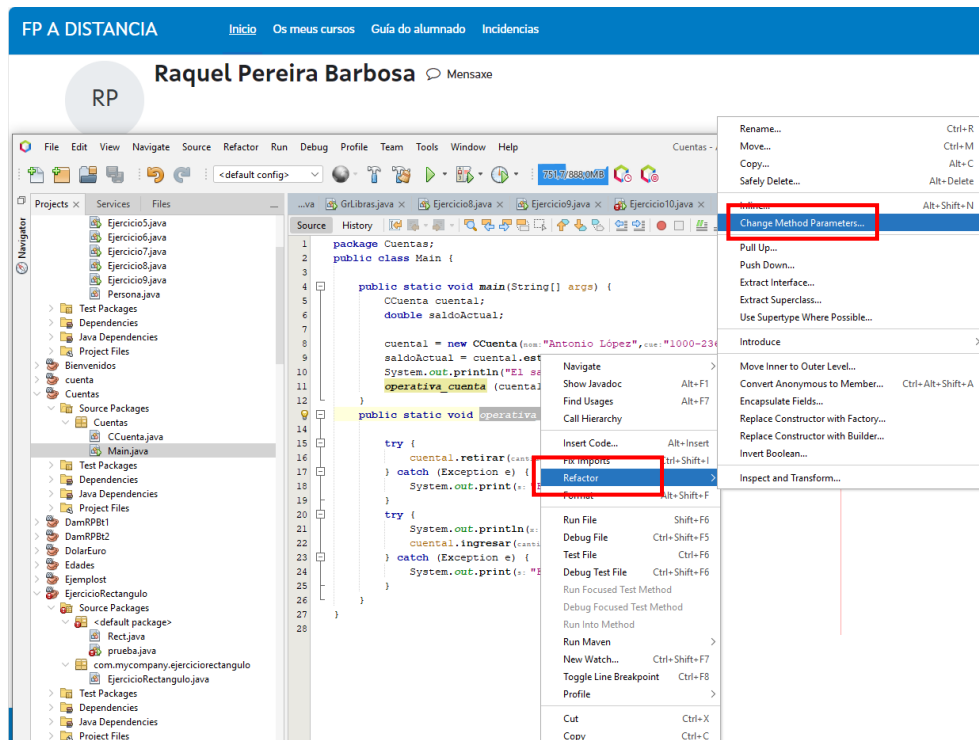 FP A DISTANCIA Inicio Os meus cursos Guía do alumnado Incidencias
RP
Raquel Pereira Barbosa Mensaxe
File Edit View Navigate Source Refactor Run Debug Profile Team Tools Window Help Cuentas -
<default config> 751,7/888,0MB
Projects Services Files
Navigator
Ejercicio5.java
Ejercicio6.java
Ejercicio7.java
Ejercicio8.java
Ejercicio9.java
Persona.java
Test Packages
Dependencies
Java Dependencies
Project Files
Bienvenidos
cuenta
Cuentas
Source Packages
Cuentas
CCuenta.java
Main.java
Test Packages
Dependencies
Java Dependencies
Project Files
DamRPBt1
DamRPBt2
DolarEuro
Edades
Ejemplost
EjercicioRectangulo
Source Packages
<default package>
Rect.java
prueba.java
com.mycompany.ejerciciorectangulo
EjercicioRectangulo.java
Test Packages
Dependencies
Java Dependencies
Project Files
...va GrLibras.java Ejercicio8.java Ejercicio9.java Ejercicio10.java
Source History
1 package Cuentas;
2 public class Main {
3
4 public static void main(String[] args) {
5 CCuenta cuental;
6 double saldoActual;
7
8 cuental = new CCuenta(nom:"Antonio López",cue:"1000-236
9 saldoActual = cuental.est
10 System.out.println("El sa
11 operativa_cuenta (cuental
12 }
public static void operativa
14
15 try {
16 cuental.retirar(canti
17 } catch (Exception e) {
18 System.out.print(s: "E
19 }
20 try {
21 System.out.println(x:
22 cuental.ingresar(canti
23 } catch (Exception e) {
24 System.out.print(s: "E
25 }
26 }
27 }
28
Navigate
Show Javadoc Alt+F1
Find Usages Alt+F7
Call Hierarchy
Insert Code... Alt+Insert
Fix Imports Ctrl+Shift+I
Refactor
Format Alt+Shift+F
Run File Shift+F6
Debug File Ctrl+Shift+F5
Test File Ctrl+F6
Debug Test File Ctrl+Shift+F6
Run Focused Test Method
Debug Focused Test Method
Run Into Method
Run Maven
New Watch... Ctrl+Shift+F7
Toggle Line Breakpoint Ctrl+F8
Profile
Cut Ctrl+X
Copy Ctrl+C
Rename... Ctrl+R
Move... Ctrl+M
Copy... Alt+C
Safely Delete... Alt+Delete
Inline... Alt+Shift+N
Change Method Parameters...
Pull Up...
Push Down...
Extract Interface...
Extract Superclass...
Use Supertype Where Possible...
Introduce
Move Inner to Outer Level...
Convert Anonymous to Member... Ctrl+Alt+Shift+A
Encapsulate Fields...
Replace Constructor with Factory...
Replace Constructor with Builder...
Invert Boolean...
Inspect and Transform...